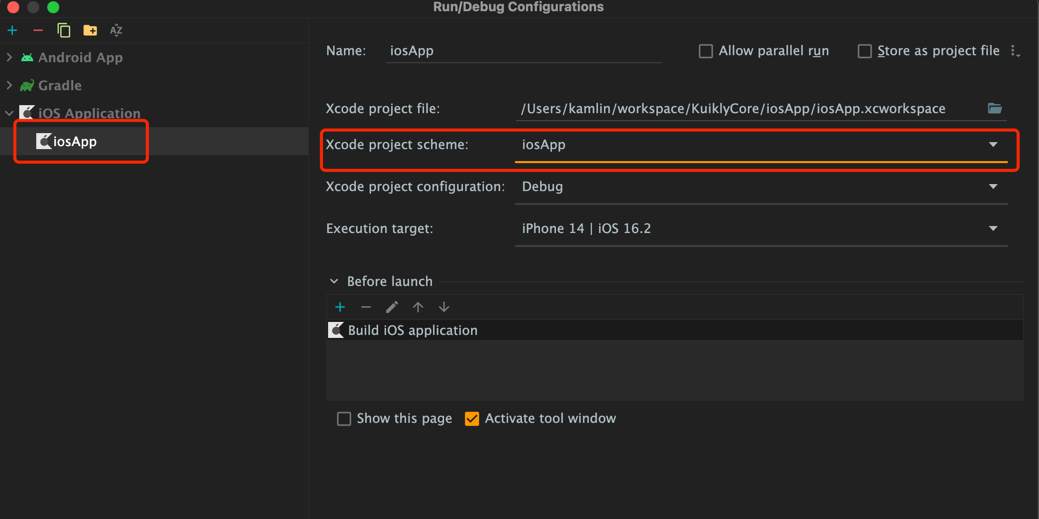 Run/Debug Configurations
Android App
Gradle
iOS Application
iosApp
Name: iosApp
Allow parallel run
Store as project file
Xcode project file: /Users/kamlin/workspace/KuiklyCore/iosApp/iosApp.xcworkspace
Xcode project scheme: iosApp
Xcode project configuration: Debug
Execution target: iPhone 14 | iOS 16.2
Before launch
Build iOS application
Show this page
Activate tool window